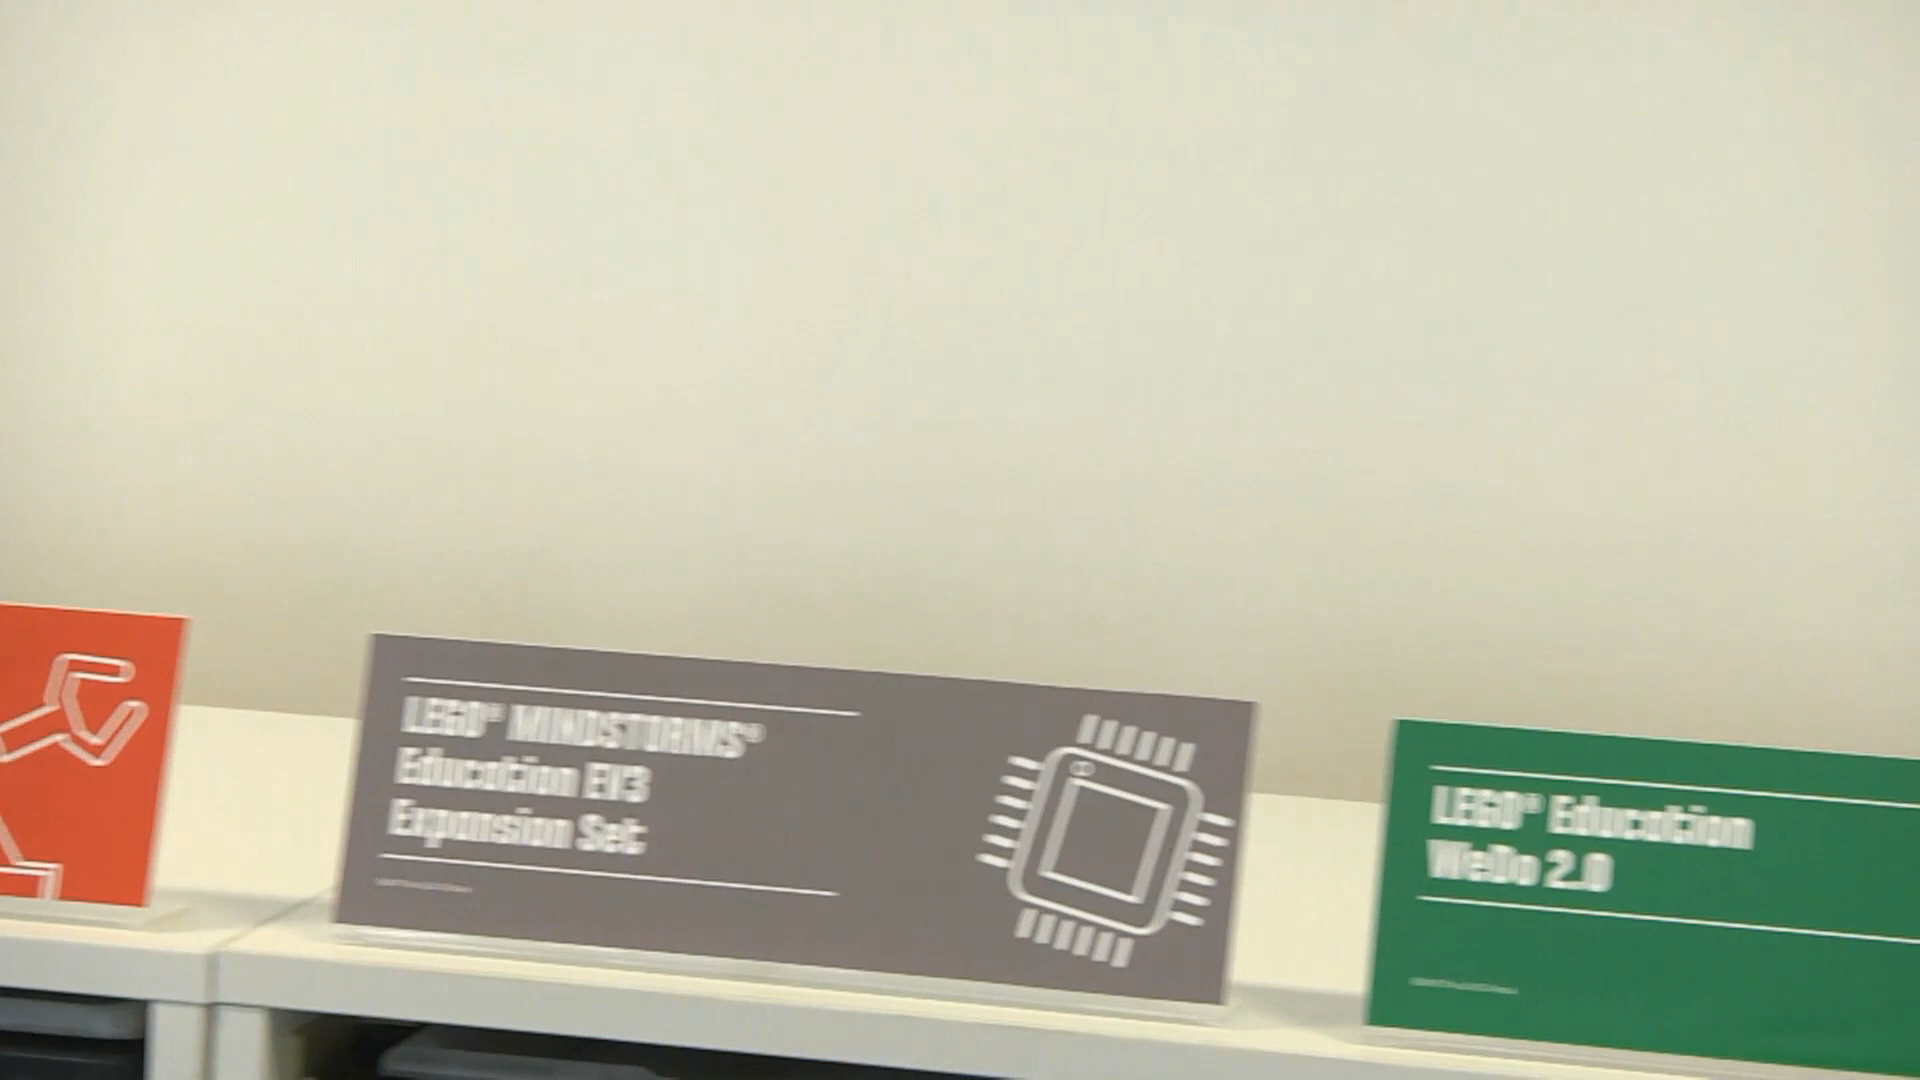 LEGO® MINDSTORMS®
Education EV3
Expansion Set
LEGO® Education
WeDo 2.0